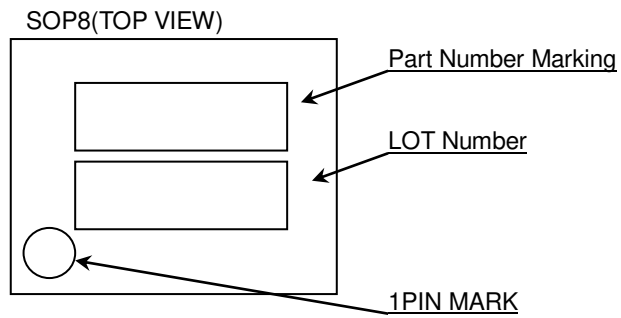 SOP8(TOP VIEW)
Part Number Marking
LOT Number
1PIN MARK